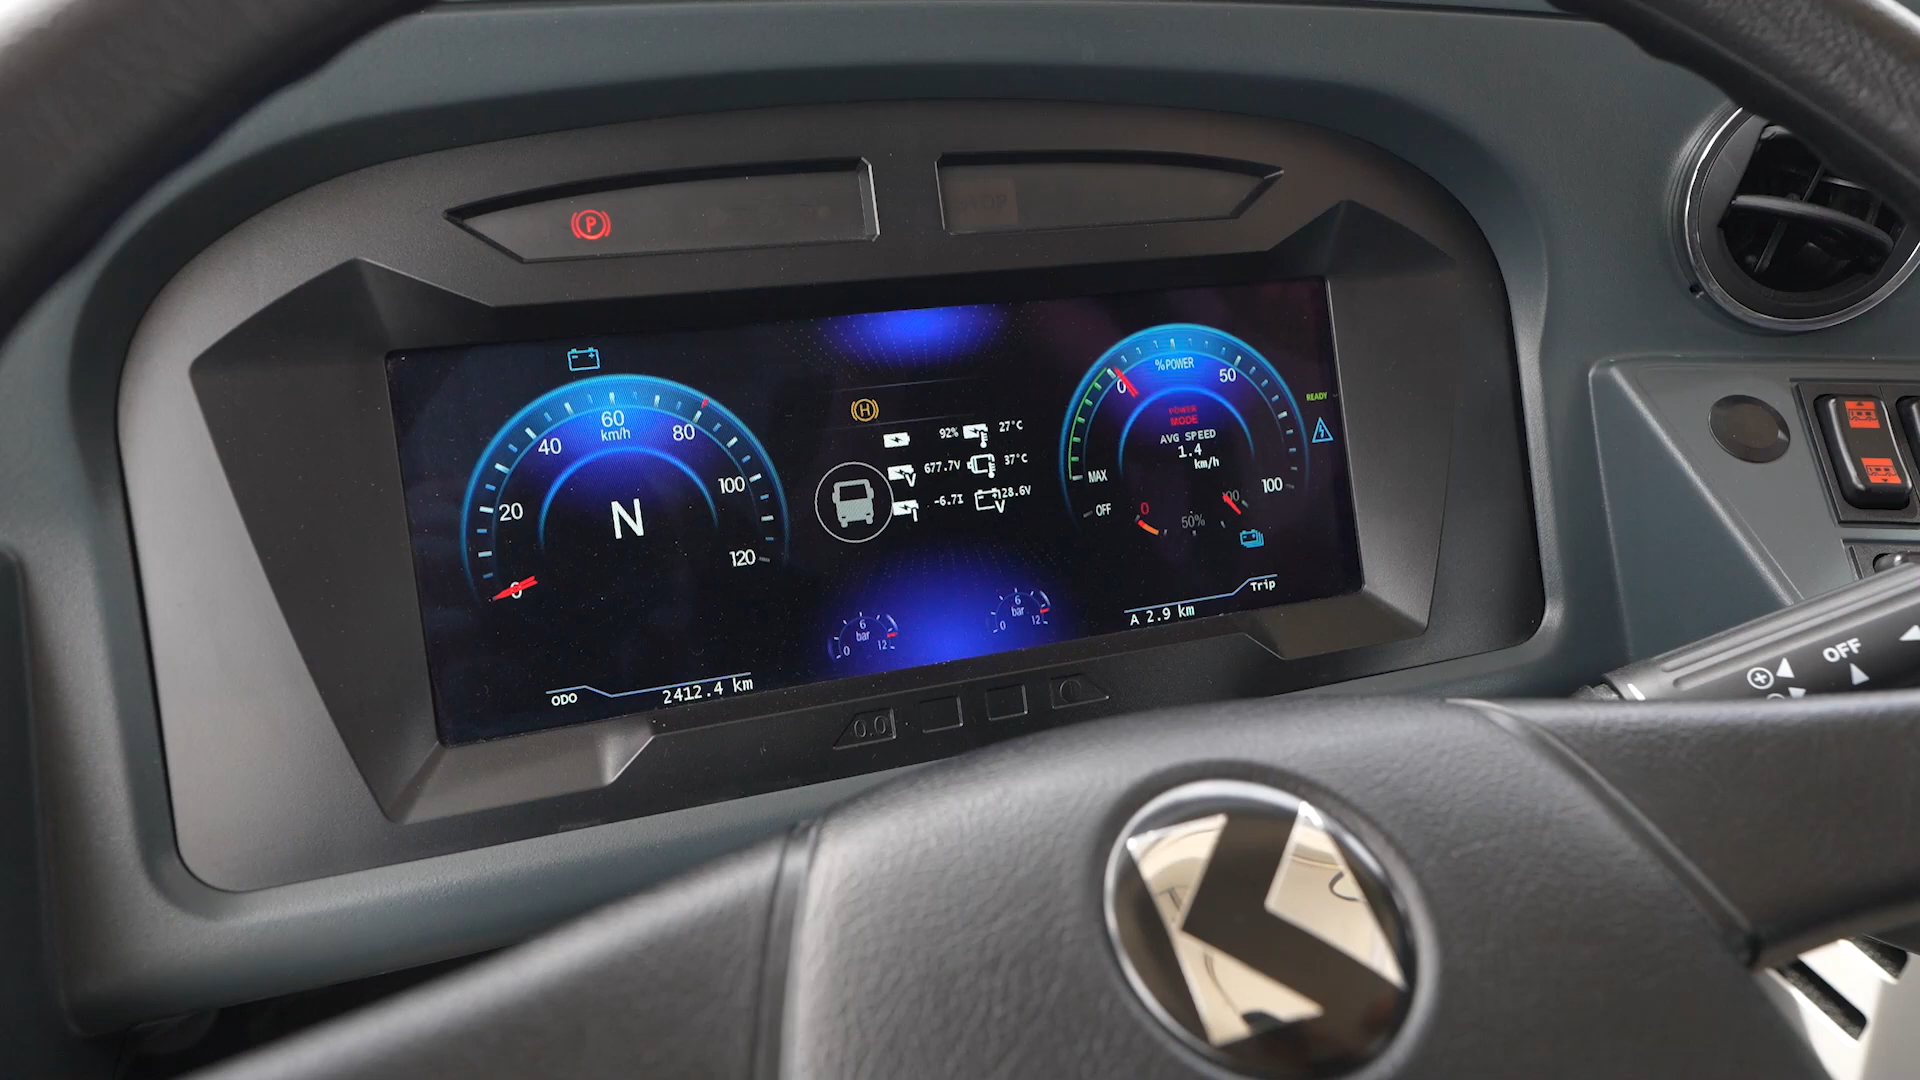 P
STOP
60
km/h
40
80
20
100
0
120
N
H
92%
27°C
677.7V
37°C
V
-6.7I
28.6V
V
I
%POWER
0
50
READY
POWER
MODE
AVG SPEED
1.4
km/h
MAX
100
OFF
0
50%
100
6
bar
0
12
6
bar
0
12
Trip
A 2.9 km
ODO
2412.4 km
0.0
OFF
K